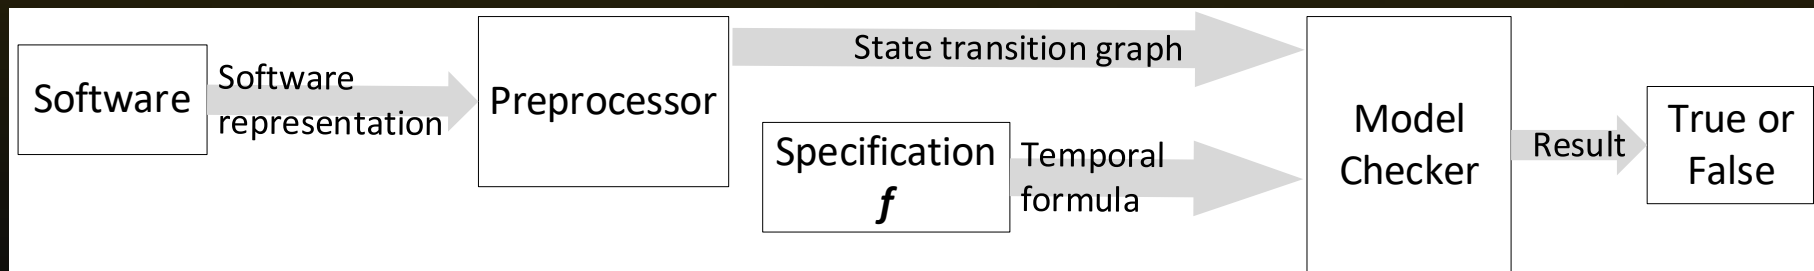 Software
Software
representation
Preprocessor
State transition graph
Specification
f
Temporal
formula
Model
Checker
Result
True or
False